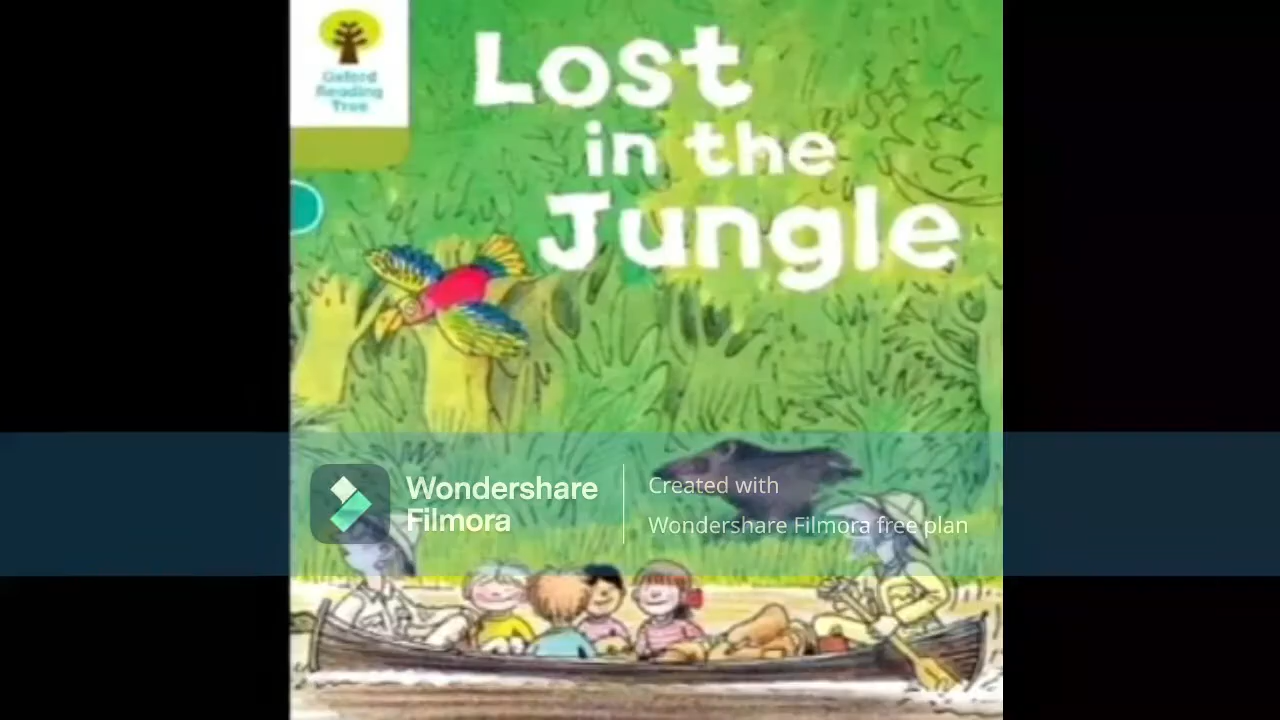 Oxford
Reading
Tree
Lost
in the
Jungle
Wondershare
Filmora
Created with
Wondershare Filmora free plan